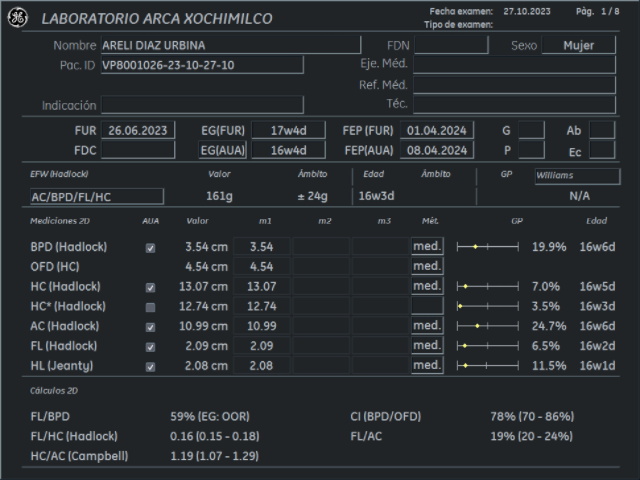 LABORATORIO ARCA XOCHIMILCO
Fecha examen: 27.10.2023 Pàg. 1 / 8
Tipo de examen:
Nombre ARELI DIAZ URBINA FDN Sexo Mujer
Pac. ID VPB001026-23-10-27-10 Eje. Méd.
Ref. Méd.
Indicación Téc.
FUR 26.06.2023 EG(FUR) 17w4d FEP (FUR) 01.04.2024 G Ab
FDC EG(AUA) 16w4d FEP(AUA) 08.04.2024 P Ec
EFW (Hadlock) Valor Ámbito Edad Ámbito GP Williams
AC/BPD/FL/HC 161g ± 24g 16w3d N/A
Mediciones 2D AUA Valor m1 m2 m3 Mét. GP Edad
BPD (Hadlock) 3.54 cm 3.54 med. 19.9% 16w6d
OFD (HC) 4.54 cm 4.54 med.
HC (Hadlock) 13.07 cm 13.07 med. 7.0% 16w5d
HC* (Hadlock) 12.74 cm 12.74 3.5% 16w3d
AC (Hadlock) 10.99 cm 10.99 med. 24.7% 16w6d
FL (Hadlock) 2.09 cm 2.09 med. 6.5% 16w2d
HL (Jeanty) 2.08 cm 2.08 med. 11.5% 16w1d
Cálculos 2D
FL/BPD 59% (EG: OOR) CI (BPD/OFD) 78% (70 - 86%)
FL/HC (Hadlock) 0.16 (0.15 - 0.18) FL/AC 19% (20 - 24%)
HC/AC (Campbell) 1.19 (1.07 - 1.29)